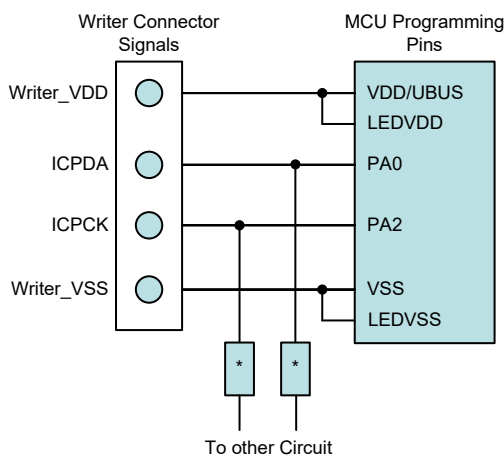 Writer Connector
Signals
MCU Programming
Pins
Writer_VDD
VDD/UBUS
LEDVDD
ICPDA
PA0
ICPCK
PA2
Writer_VSS
VSS
LEDVSS
*
*
To other Circuit